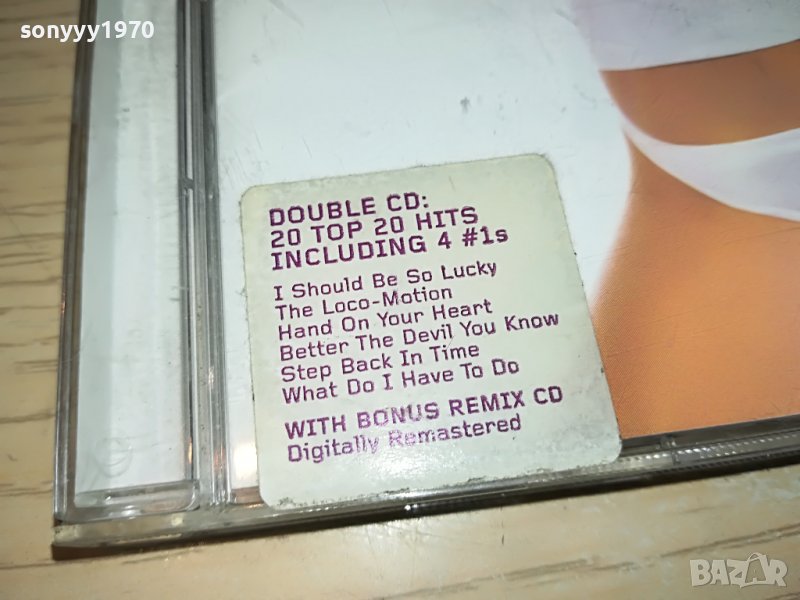 sonyyy1970
DOUBLE CD:
20 TOP 20 HITS
INCLUDING 4 #1s
I Should Be So Lucky
The Loco-Motion
Hand On Your Heart
Better The Devil You Know
Step Back In Time
What Do I Have To Do
WITH BONUS REMIX CD
Digitally Remastered
BAZAR